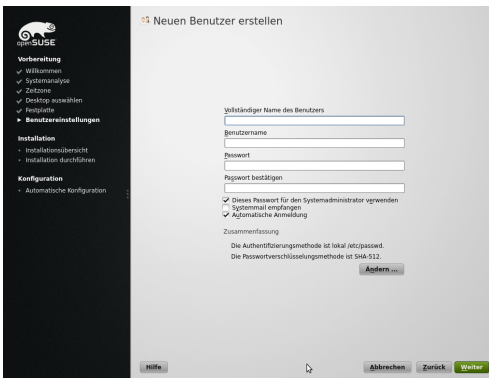 openSUSE
Vorbereitung
Willkommen
Systemanalyse
Zeitzone
Desktop auswählen
Festplatte
Benutzereinstellungen
Installation
Installationsübersicht
Installation durchführen
Konfiguration
Automatische Konfiguration
Neuen Benutzer erstellen
Vollständiger Name des Benutzers
Benutzername
Passwort
Passwort bestätigen
Dieses Passwort für den Systemadministrator verwenden
Systemmail empfangen
Automatische Anmeldung
Zusammenfassung
Die Authentifizierungsmethode ist lokal /etc/passwd.
Die Passwortverschlüsselungsmethode ist SHA-512.
Ändern ...
Hilfe
Abbrechen
Zurück
Weiter